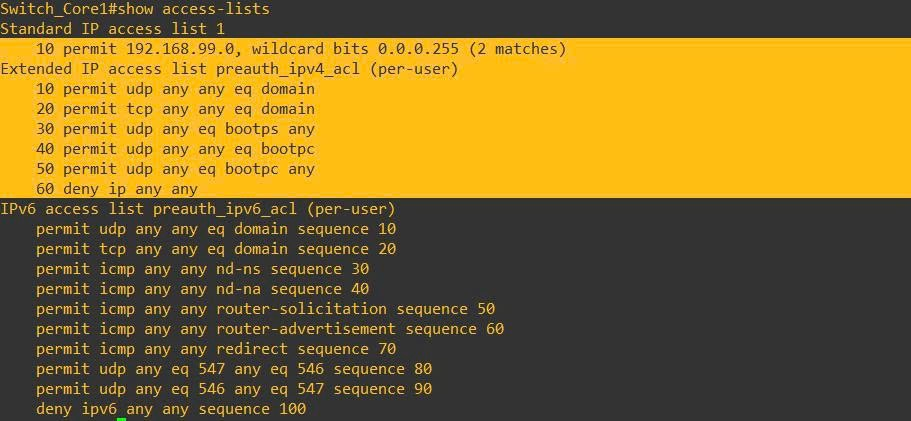 Switch_Core1#show access-lists
Standard IP access list 1
    10 permit 192.168.99.0, wildcard bits 0.0.0.255 (2 matches)
Extended IP access list preauth_ipv4_acl (per-user)
    10 permit udp any any eq domain
    20 permit tcp any any eq domain
    30 permit udp any eq bootps any
    40 permit udp any any eq bootpc
    50 permit udp any eq bootpc any
    60 deny ip any any
IPv6 access list preauth_ipv6_acl (per-user)
    permit udp any any eq domain sequence 10
    permit tcp any any eq domain sequence 20
    permit icmp any any nd-ns sequence 30
    permit icmp any any nd-na sequence 40
    permit icmp any any router-solicitation sequence 50
    permit icmp any any router-advertisement sequence 60
    permit icmp any any redirect sequence 70
    permit udp any eq 547 any eq 546 sequence 80
    permit udp any eq 546 any eq 547 sequence 90
    deny ipv6 any any sequence 100